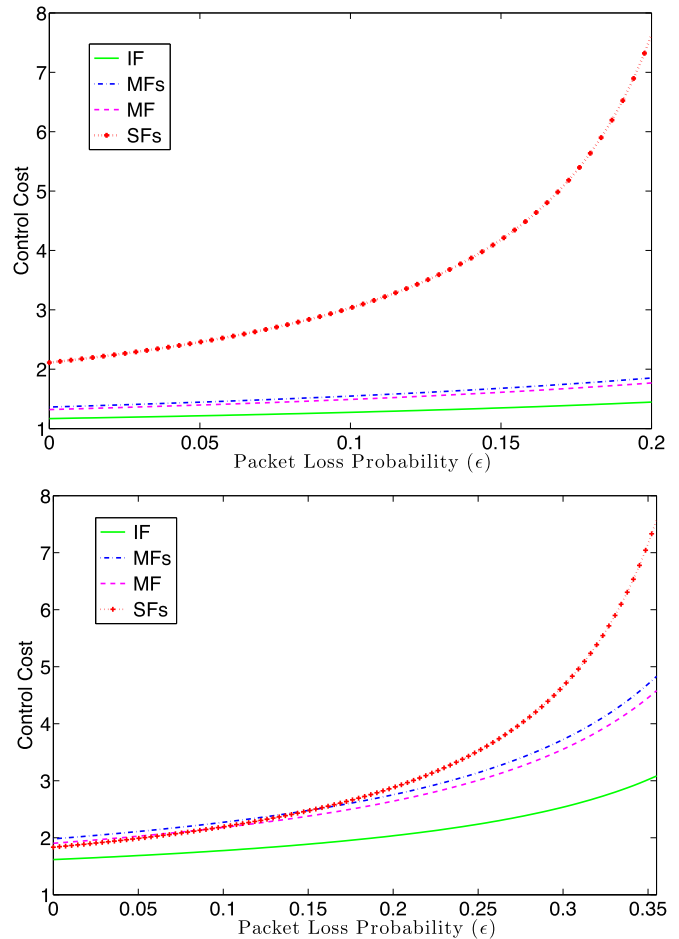 8
7
6
5
4
3
2
1
Control Cost
IF
MFs
MF
SFs
0
0.05
0.1
0.15
0.2
Packet Loss Probability (ϵ)
8
7
6
5
4
3
2
1
Control Cost
IF
MFs
MF
SFs
0
0.05
0.1
0.15
0.2
0.25
0.3
0.35
Packet Loss Probability (ϵ)